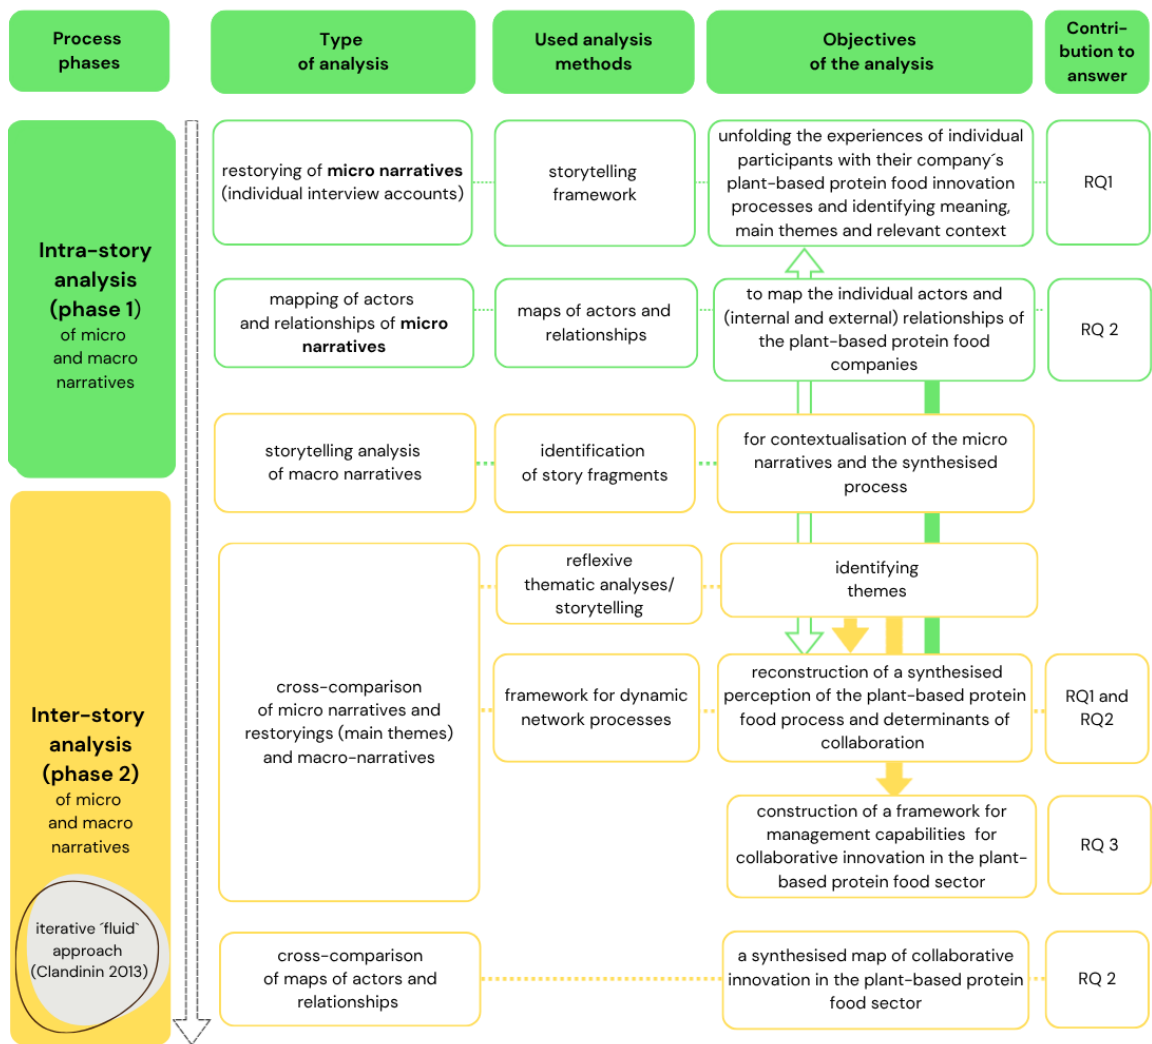 Process
phases
Type
of analysis
Used analysis
methods
Objectives
of the analysis
Contri-
bution to
answer
Intra-story
analysis
(phase 1)
of micro
and macro
narratives
restorying of micro narratives
(individual interview accounts)
storytelling
framework
unfolding the experiences of individual
participants with their company´s
plant-based protein food innovation
processes and identifying meaning,
main themes and relevant context
RQ1
mapping of actors
and relationships of micro
narratives
maps of actors and
relationships
to map the individual actors and
(internal and external) relationships of
the plant-based protein food
companies
RQ 2
storytelling analysis
of macro narratives
identification
of story fragments
for contextualisation of the micro
narratives and the synthesised
process
Inter-story
analysis
(phase 2)
of micro
and macro
narratives
iterative ´fluid`
approach
(Clandinin 2013)
cross-comparison
of micro narratives and
restoryings (main themes)
and macro-narratives
reflexive
thematic analyses/
storytelling
identifying
themes
framework for dynamic
network processes
reconstruction of a synthesised
perception of the plant-based protein
food process and determinants of
collaboration
RQ1 and
RQ2
construction of a framework for
management capabilities  for
collaborative innovation in the plant-
based protein food sector
RQ 3
cross-comparison
of maps of actors and
relationships
a synthesised map of collaborative
innovation in the plant-based protein
food sector
RQ 2